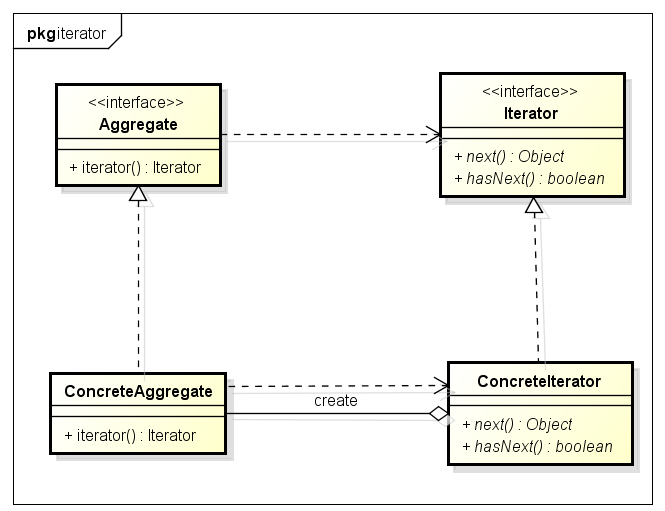 pkg iterator
<<interface>>
Aggregate
+ iterator() : Iterator
<<interface>>
Iterator
+ next() : Object
+ hasNext() : boolean
ConcreteAggregate
+ iterator() : Iterator
create
ConcreteIterator
+ next() : Object
+ hasNext() : boolean